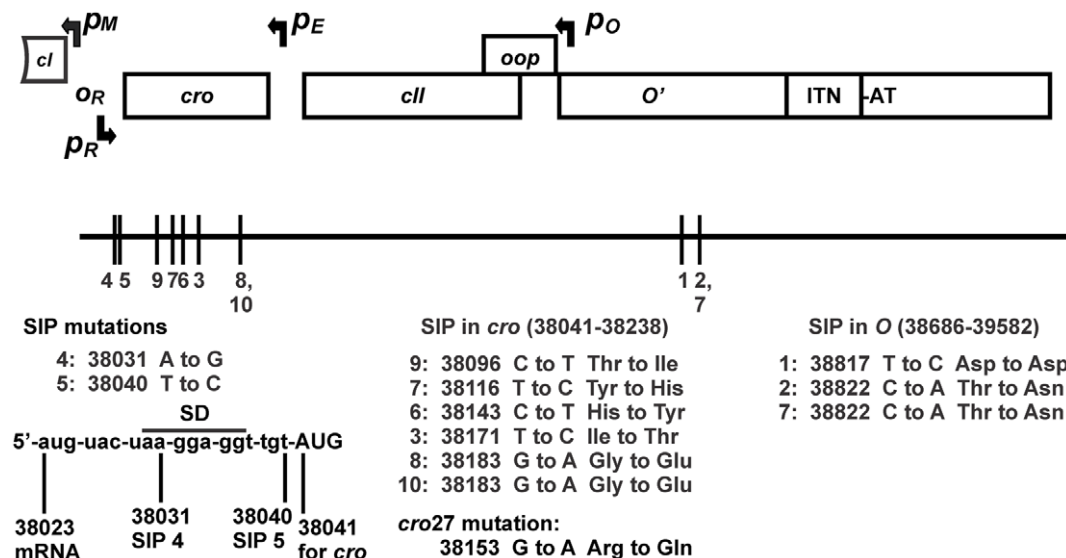 pM pE pO
cI oop
oR cro cII O' ITN -AT
pR
4 5 9 76 3 8, 10 1 2, 7
SIP mutations
4: 38031 A to G
5: 38040 T to C
SD
5'-aug-uac-uaa-gga-ggt-tgt-AUG
38023 mRNA
38031 SIP 4
38040 SIP 5
38041 for cro
SIP in cro (38041-38238)
9: 38096 C to T Thr to Ile
7: 38116 T to C Tyr to His
6: 38143 C to T His to Tyr
3: 38171 T to C Ile to Thr
8: 38183 G to A Gly to Glu
10: 38183 G to A Gly to Glu
cro27 mutation:
38153 G to A Arg to Gln
SIP in O (38686-39582)
1: 38817 T to C Asp to Asp
2: 38822 C to A Thr to Asn
7: 38822 C to A Thr to Asn